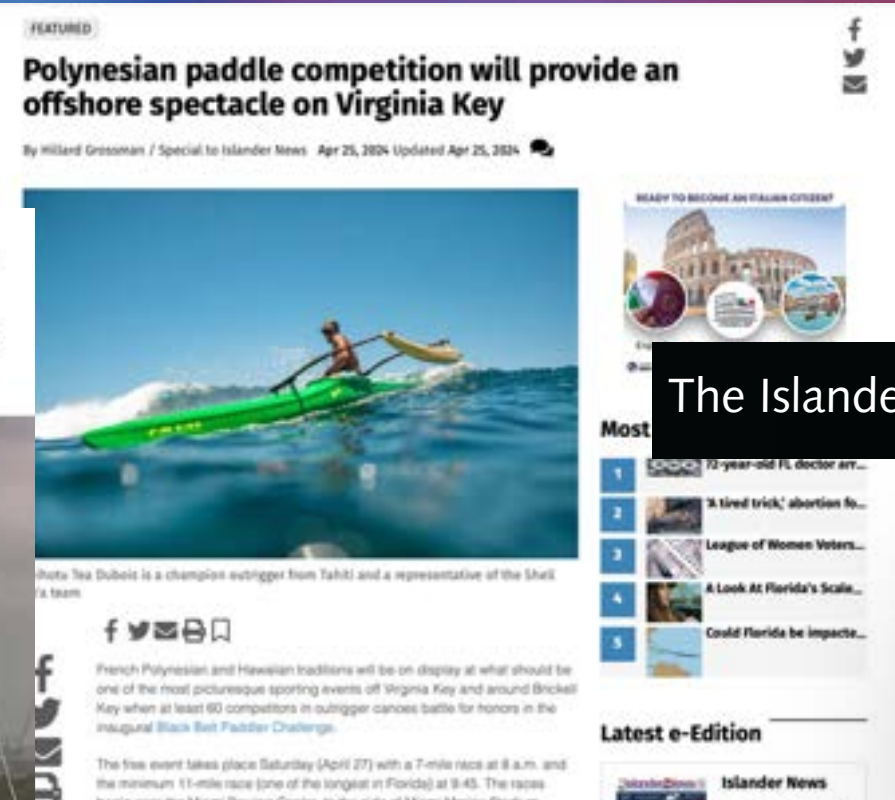 FEATURED
Polynesian paddle competition will provide an
offshore spectacle on Virginia Key
By Hillard Grossman / Special to Islander News Apr 25, 2024 Updated Apr 25, 2024
READY TO BECOME AN ITALIAN CITIZEN?
The Islande
Most
1 72-year-old FL doctor arr...
2 'A tired trick,' abortion fo...
3 League of Women Voters...
4 A Look At Florida's Scale...
5 Could Florida be impacte...
Tea Dubois is a champion outrigger from Tahiti and a representative of the Shell
team
French Polynesian and Hawaiian traditions will be on display at what should be
one of the most picturesque sporting events off Virginia Key and around Brickell
Key when at least 60 competitors in outrigger canoes battle for honors in the
inaugural Black Belt Paddler Challenge.
The free event takes place Saturday (April 27) with a 7-mile race at 8 a.m. and
the minimum 11-mile race (one of the longest in Florida) at 9:45. The races
Latest e-Edition
Islander News